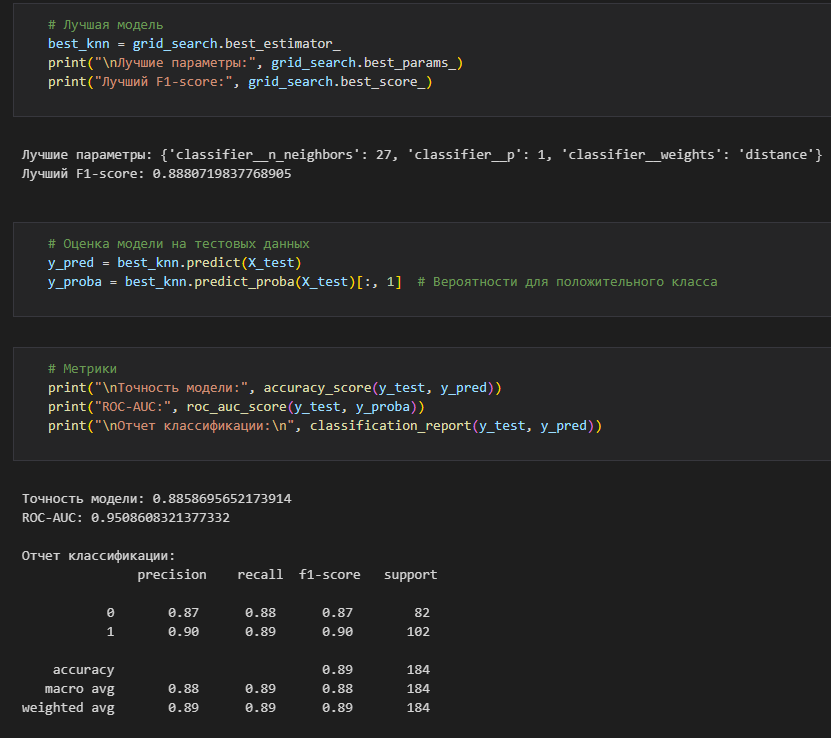 # Лучшая модель
best_knn = grid_search.best_estimator_
print("\nЛучшие параметры:", grid_search.best_params_)
print("Лучший F1-score:", grid_search.best_score_)
Лучшие параметры: {'classifier__n_neighbors': 27, 'classifier__p': 1, 'classifier__weights': 'distance'}
Лучший F1-score: 0.8880719837768905
# Оценка модели на тестовых данных
y_pred = best_knn.predict(X_test)
y_proba = best_knn.predict_proba(X_test)[:, 1]  # Вероятности для положительного класса
# Метрики
print("\nТочность модели:", accuracy_score(y_test, y_pred))
print("ROC-AUC:", roc_auc_score(y_test, y_proba))
print("\nОтчет классификации:\n", classification_report(y_test, y_pred))
Точность модели: 0.8858695652173914
ROC-AUC: 0.9508608321377332
Отчет классификации:
precision    recall  f1-score   support
0       0.87      0.88      0.87        82
1       0.90      0.89      0.90       102
accuracy                           0.89       184
macro avg       0.88      0.89      0.88       184
weighted avg       0.89      0.89      0.89       184